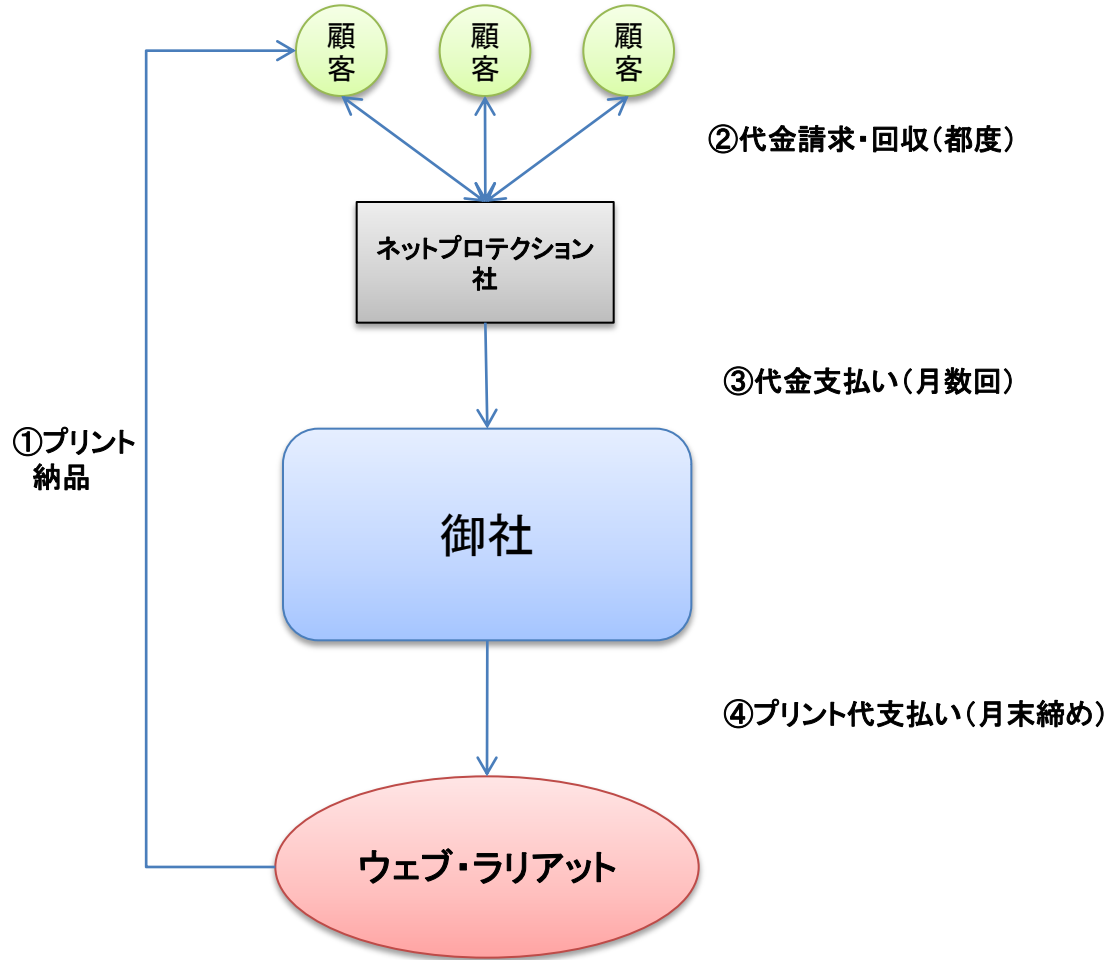 顧
客
顧
客
顧
客
②代金請求・回収(都度)
ネットプロテクション
社
③代金支払い(月数回)
①プリント
納品
御社
④プリント代支払い(月末締め)
ウェブ・ラリアット